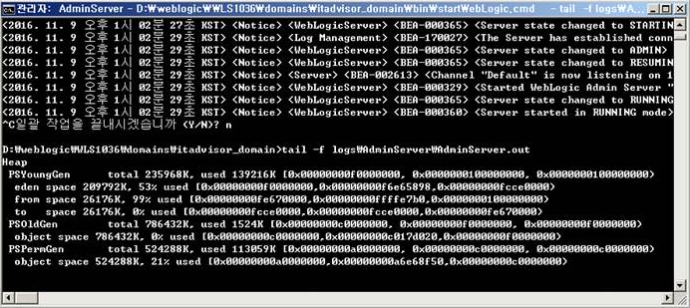 관리자: AdminServer - D:\weblogic\WLS1036\domains\itadvisor_domain\bin\startWebLogic.cmd - tail -f logs\A...
<2016. 11. 9 오후 1시 02분 27초 KST> <Notice> <WebLogicServer> <BEA-000365> <Server state changed to STARTIN
<2016. 11. 9 오후 1시 02분 29초 KST> <Notice> <Log Management> <BEA-170027> <The Server has established conn
<2016. 11. 9 오후 1시 02분 29초 KST> <Notice> <WebLogicServer> <BEA-000365> <Server state changed to ADMIN>
<2016. 11. 9 오후 1시 02분 29초 KST> <Notice> <WebLogicServer> <BEA-000365> <Server state changed to RESUMIN
<2016. 11. 9 오후 1시 02분 29초 KST> <Notice> <Server> <BEA-002613> <Channel "Default" is now listening on 1
<2016. 11. 9 오후 1시 02분 29초 KST> <Notice> <WebLogicServer> <BEA-000329> <Started WebLogic Admin Server "
<2016. 11. 9 오후 1시 02분 29초 KST> <Notice> <WebLogicServer> <BEA-000365> <Server state changed to RUNNING
<2016. 11. 9 오후 1시 02분 29초 KST> <Notice> <WebLogicServer> <BEA-000360> <Server started in RUNNING mode>
^C일괄 작업을 끝내시겠습니까 (Y/N)? n
D:\weblogic\WLS1036\domains\itadvisor_domain>tail -f logs\AdminServer\AdminServer.out
Heap
PSYoungGen total 235968K, used 139216K [0x00000000f0000000, 0x0000000100000000, 0x0000000100000000)
eden space 209792K, 53% used [0x00000000f0000000,0x00000000f6e65898,0x00000000fcce0000)
from space 26176K, 99% used [0x00000000fe670000,0x00000000ffffe7b0,0x0000000100000000)
to space 26176K, 0% used [0x00000000fcce0000,0x00000000fcce0000,0x00000000fe670000)
PSOldGen total 786432K, used 1524K [0x00000000c0000000, 0x00000000f0000000, 0x00000000f0000000)
object space 786432K, 0% used [0x00000000c0000000,0x00000000c017d020,0x00000000f0000000)
PSPermGen total 524288K, used 113059K [0x00000000a0000000, 0x00000000c0000000, 0x00000000c0000000)
object space 524288K, 21% used [0x00000000a0000000,0x00000000a6e68f50,0x00000000c0000000)